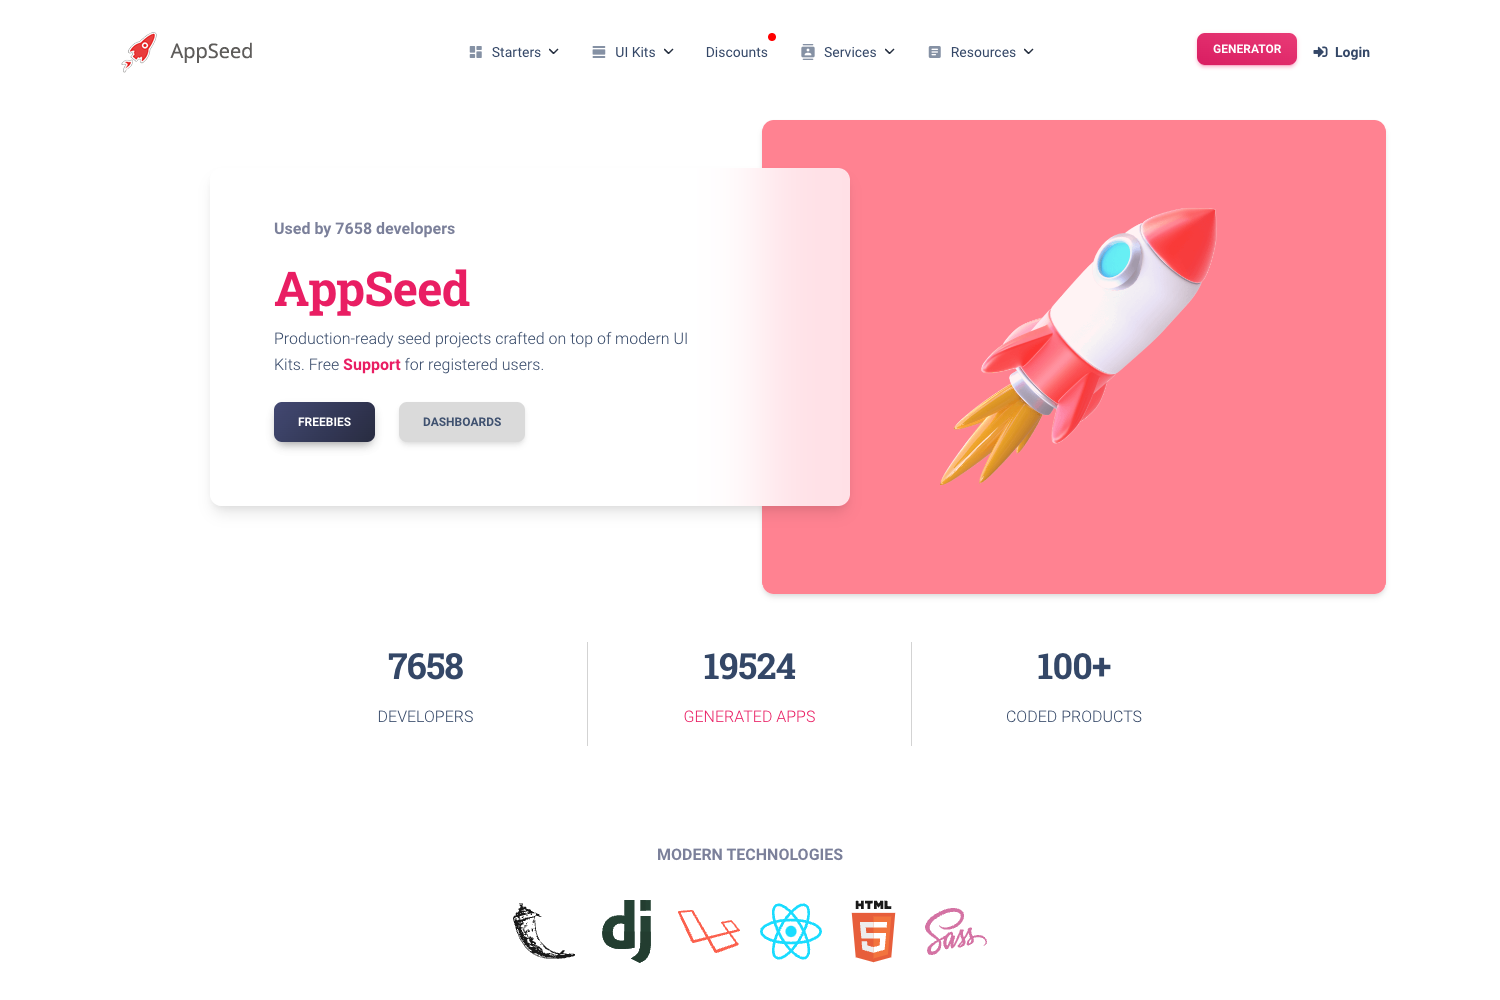 AppSeed
Starters
UI Kits
Discounts
Services
Resources
GENERATOR
Login
Used by 7658 developers
AppSeed
Production-ready seed projects crafted on top of modern UI
Kits. Free Support for registered users.
FREEBIES
DASHBOARDS
7658
DEVELOPERS
19524
GENERATED APPS
100+
CODED PRODUCTS
MODERN TECHNOLOGIES
dj
HTML
5
Sass